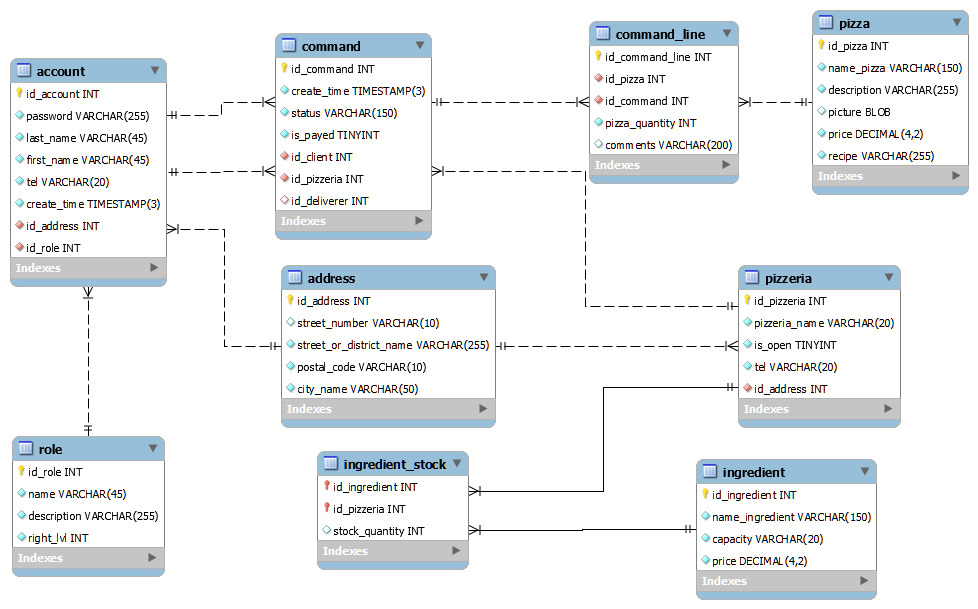 account
id_account INT
password VARCHAR(255)
last_name VARCHAR(45)
first_name VARCHAR(45)
tel VARCHAR(20)
create_time TIMESTAMP(3)
id_address INT
id_role INT
Indexes
command
id_command INT
create_time TIMESTAMP(3)
status VARCHAR(150)
is_payed TINYINT
id_client INT
id_pizzeria INT
id_deliverer INT
Indexes
command_line
id_command_line INT
id_pizza INT
id_command INT
pizza_quantity INT
comments VARCHAR(200)
Indexes
pizza
id_pizza INT
name_pizza VARCHAR(150)
description VARCHAR(255)
picture BLOB
price DECIMAL(4,2)
recipe VARCHAR(255)
Indexes
address
id_address INT
street_number VARCHAR(10)
street_or_district_name VARCHAR(255)
postal_code VARCHAR(10)
city_name VARCHAR(50)
Indexes
pizzeria
id_pizzeria INT
pizzeria_name VARCHAR(20)
is_open TINYINT
tel VARCHAR(20)
id_address INT
Indexes
role
id_role INT
name VARCHAR(45)
description VARCHAR(255)
right_lvl INT
Indexes
ingredient_stock
id_ingredient INT
id_pizzeria INT
stock_quantity INT
Indexes
ingredient
id_ingredient INT
name_ingredient VARCHAR(150)
capacity VARCHAR(20)
price DECIMAL(4,2)
Indexes